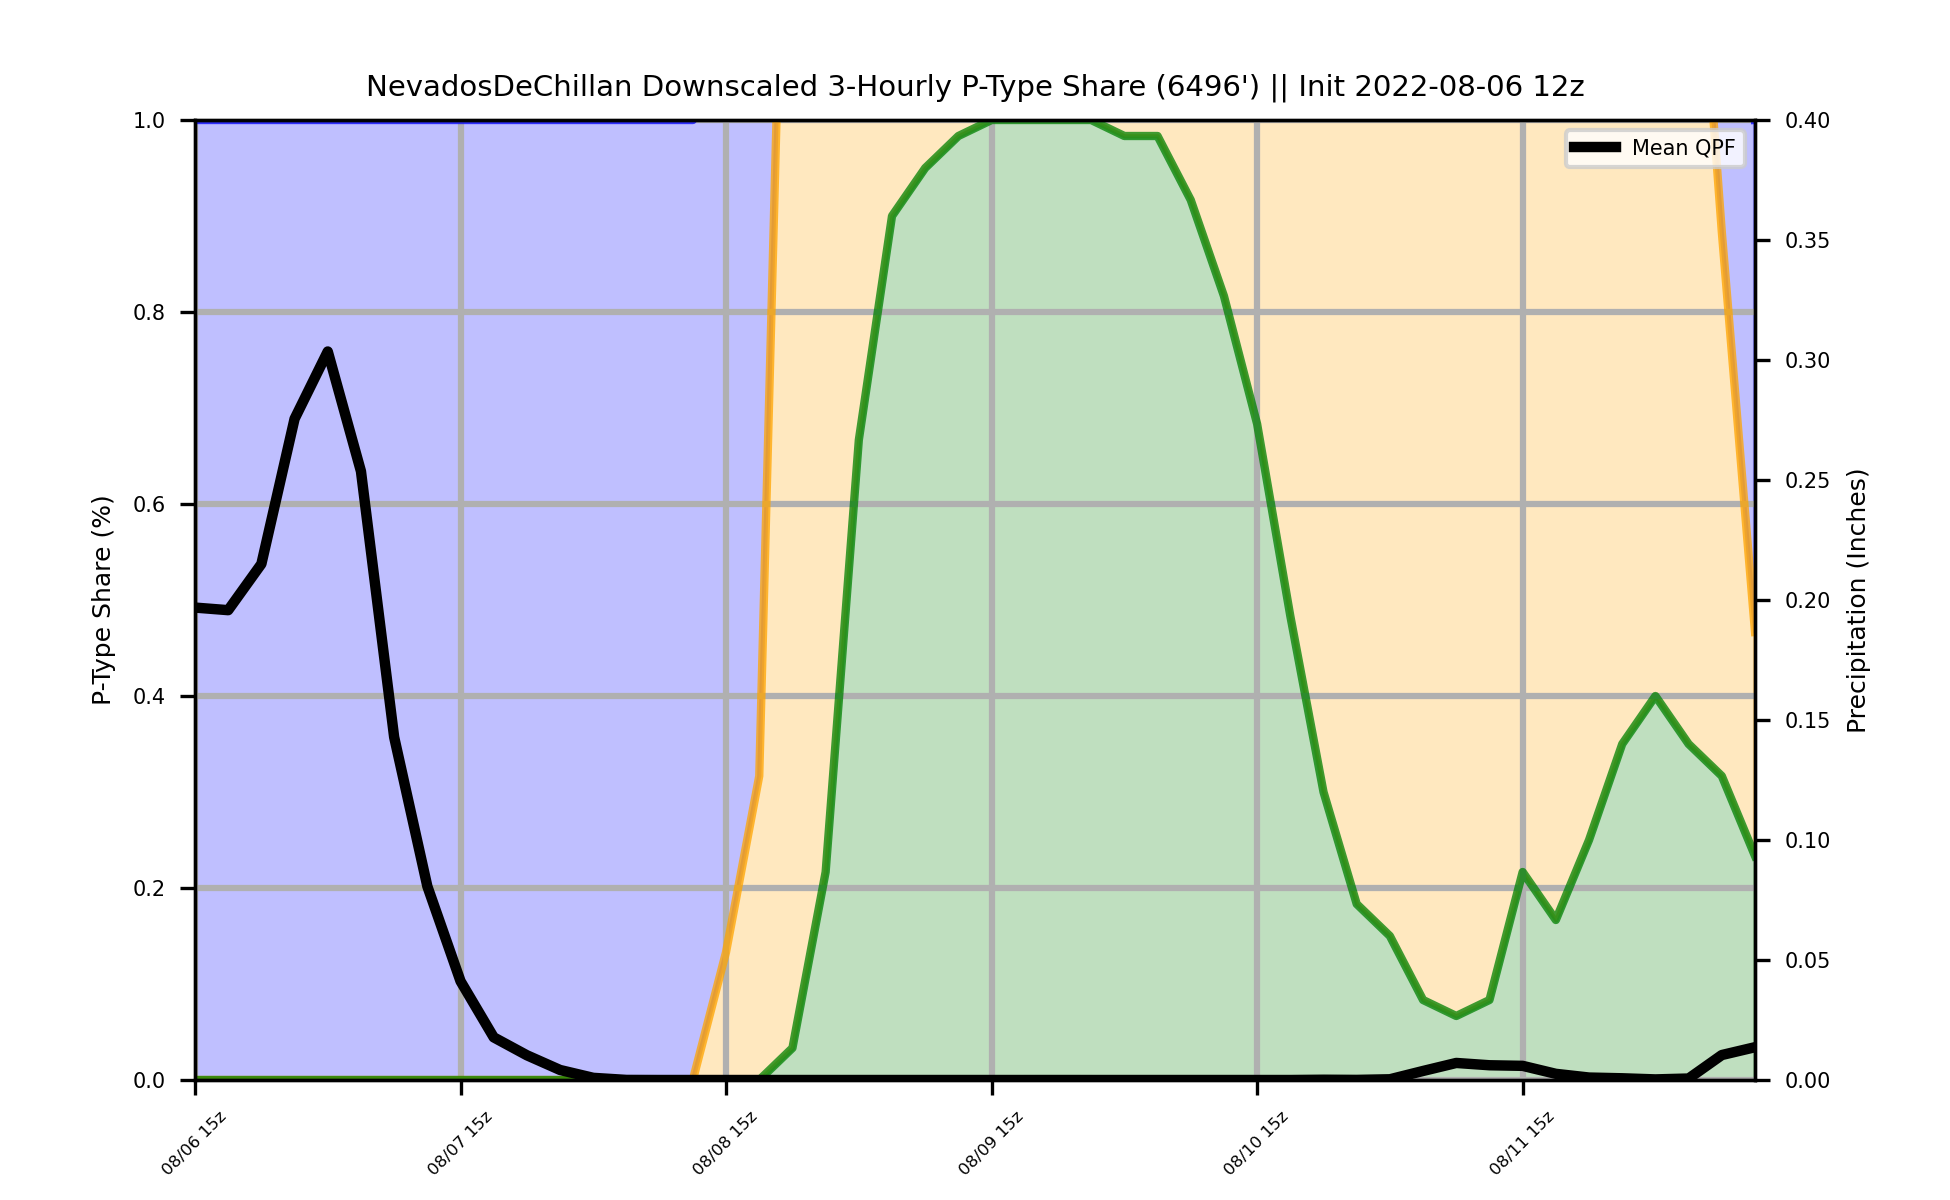 NevadosDeChillan Downscaled 3-Hourly P-Type Share (6496') || Init 2022-08-06 12z
Mean QPF
P-Type Share (%)
1.0
0.8
0.6
0.4
0.2
0.0
0.40
0.35
0.30
0.25
0.20
0.15
0.10
0.05
0.00
Precipitation (Inches)
08/06 15z
08/07 15z
08/08 15z
08/09 15z
08/10 15z
08/11 15z